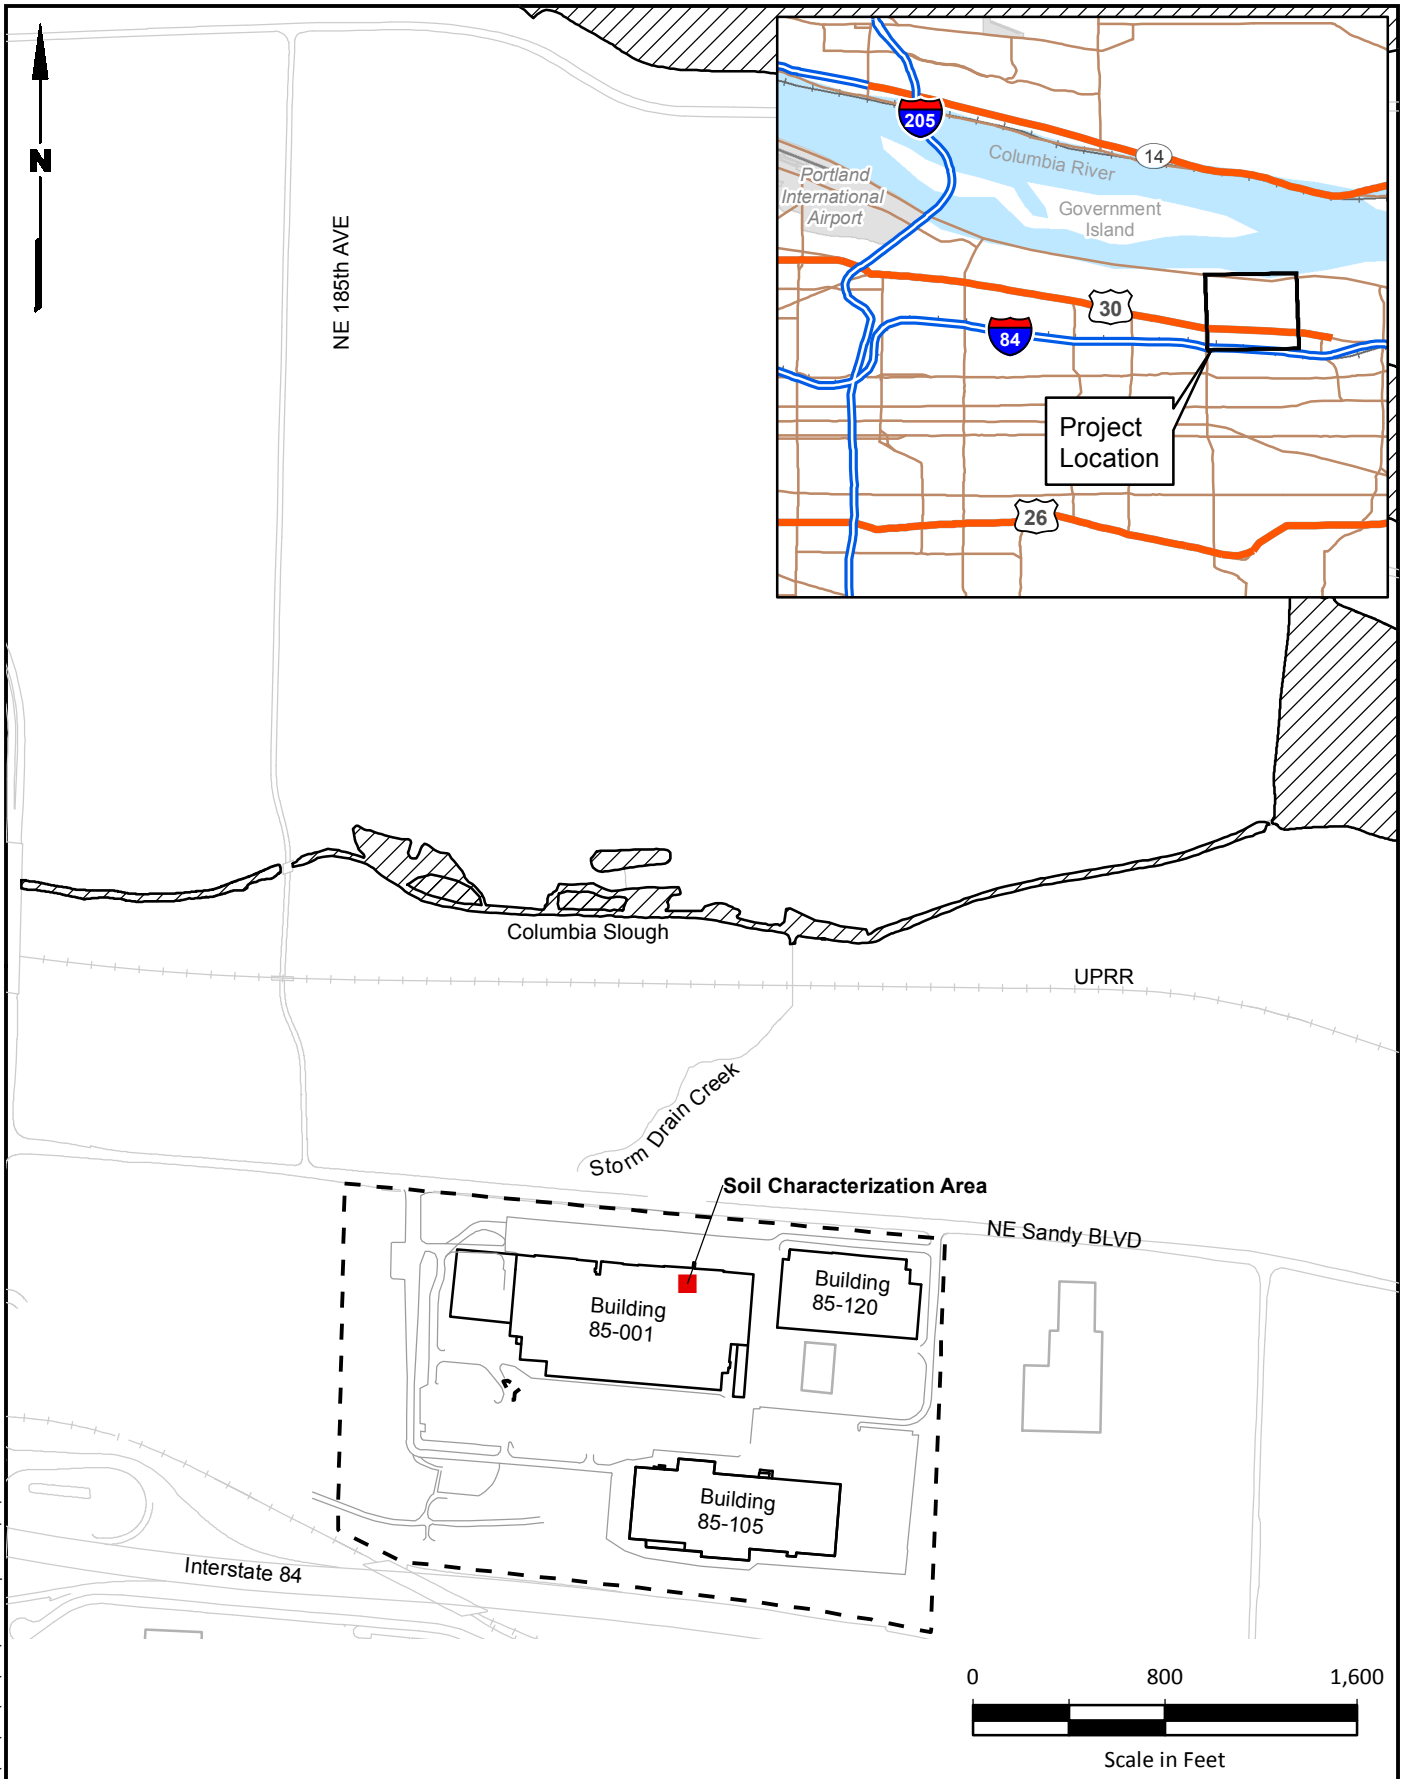 N
NE 185th AVE
205
14
Columbia River
Portland
International
Airport
Government
Island
30
84
Project
Location
26
Columbia Slough
UPRR
Storm Drain Creek
Soil Characterization Area
NE Sandy BLVD
Building
85-120
Building
85-001
Building
85-105
Interstate 84
0 800 1,600
Scale in Feet